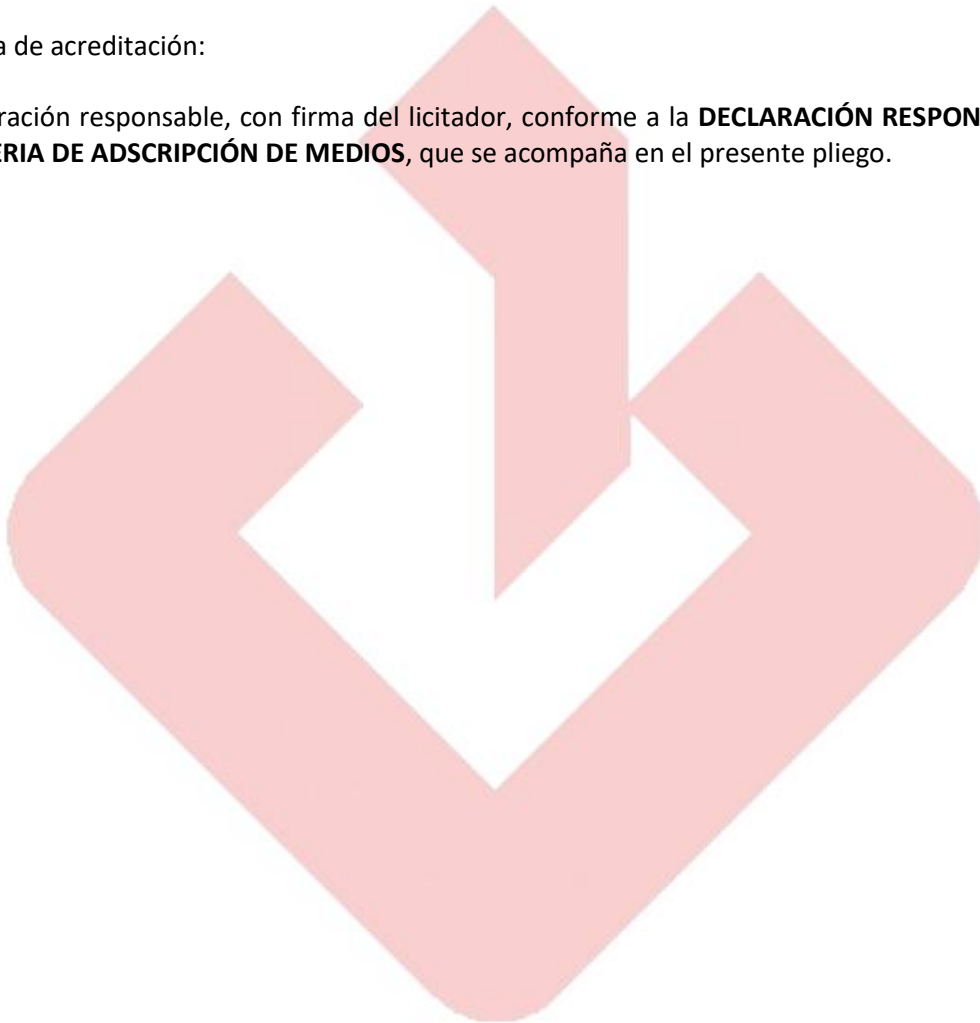 a de acreditación:
ración responsable, con firma del licitador, conforme a la DECLARACIÓN RESPON
ERIA DE ADSCRIPCIÓN DE MEDIOS, que se acompaña en el presente pliego.